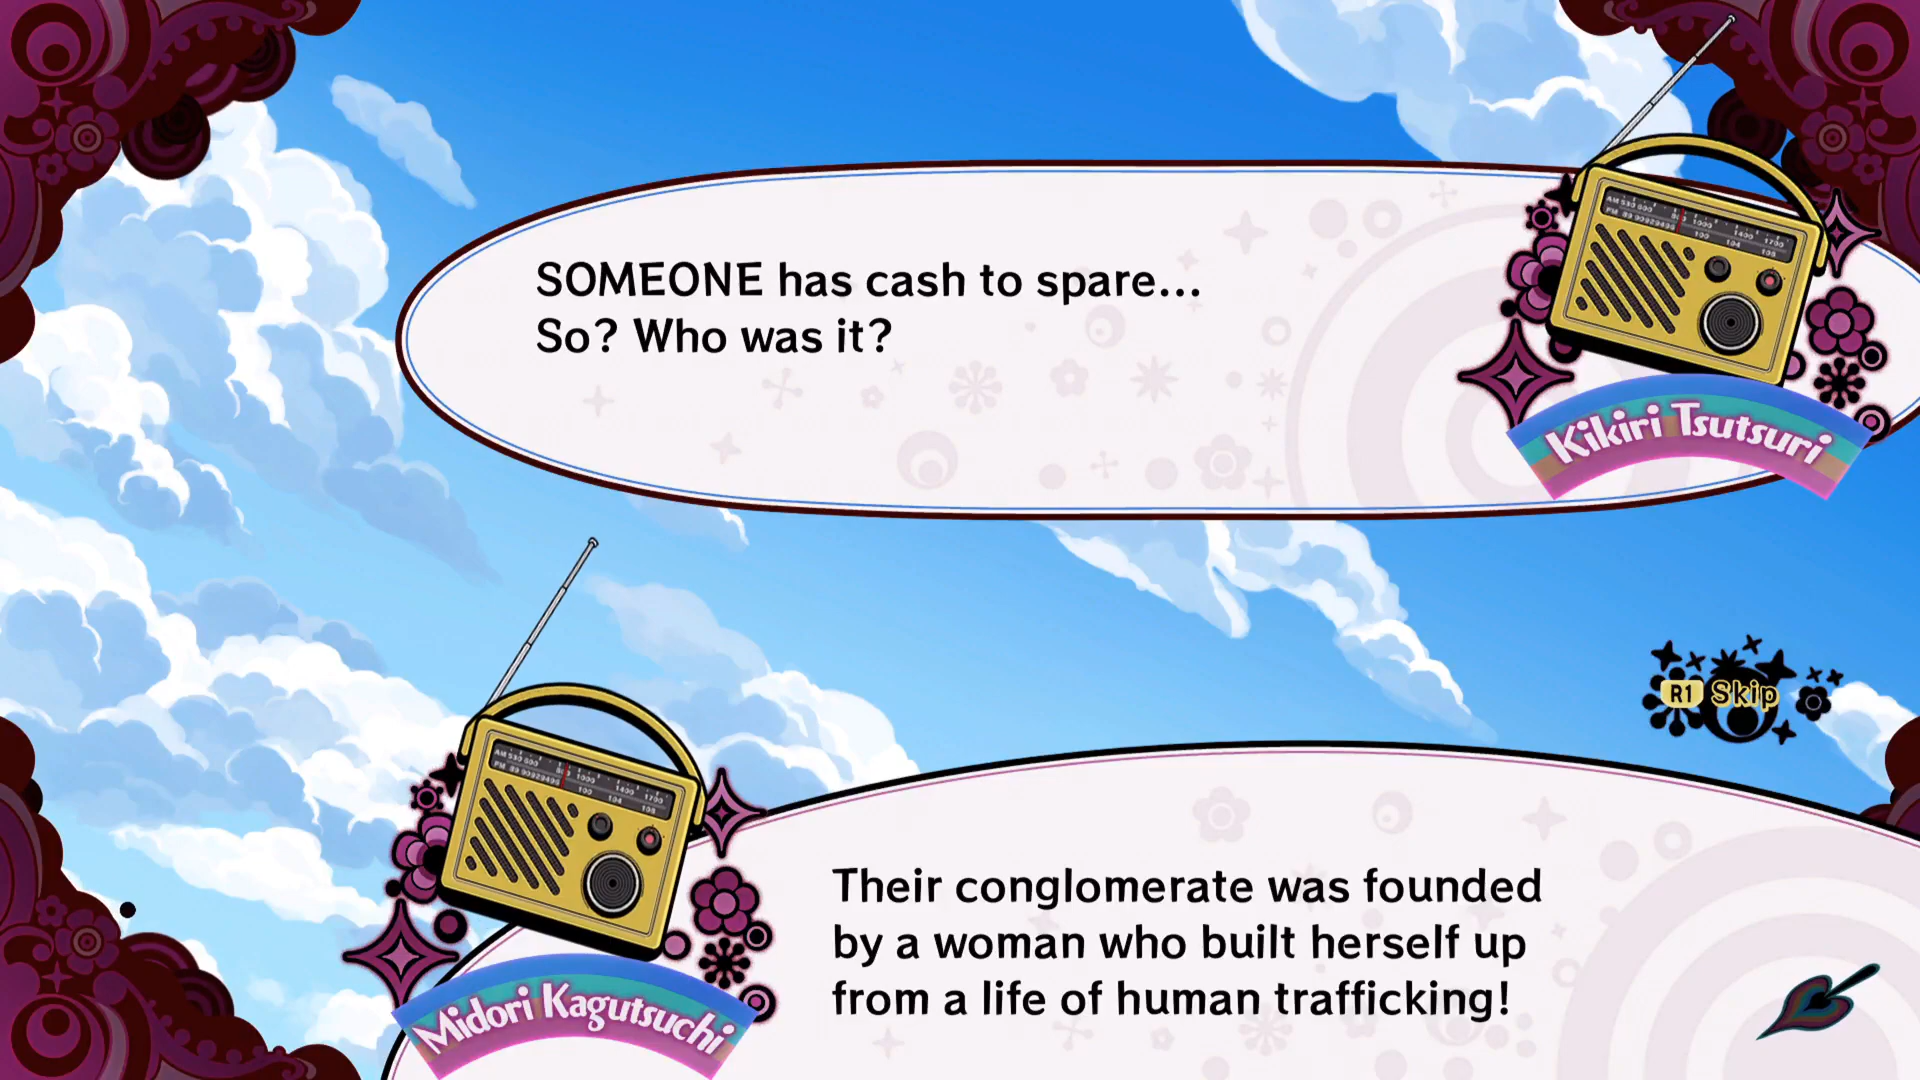 SOMEONE has cash to spare...
So? Who was it?
Kikiri Tsutsuri
R1 Skip
Their conglomerate was founded
by a woman who built herself up
from a life of human trafficking!
Midori Kagutsuchi